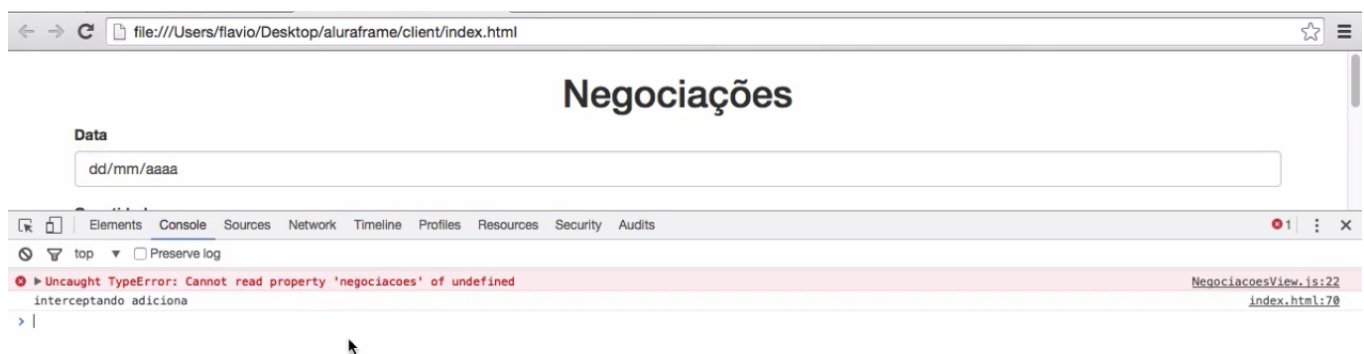 file:///Users/flavio/Desktop/aluraframe/client/index.html
Negociações
Data
dd/mm/aaaa
Elements Console Sources Network Timeline Profiles Resources Security Audits 1
top Preserve log
Uncaught TypeError: Cannot read property 'negociacoes' of undefined NegociacoesView.js:22
interceptando adiciona index.html:70